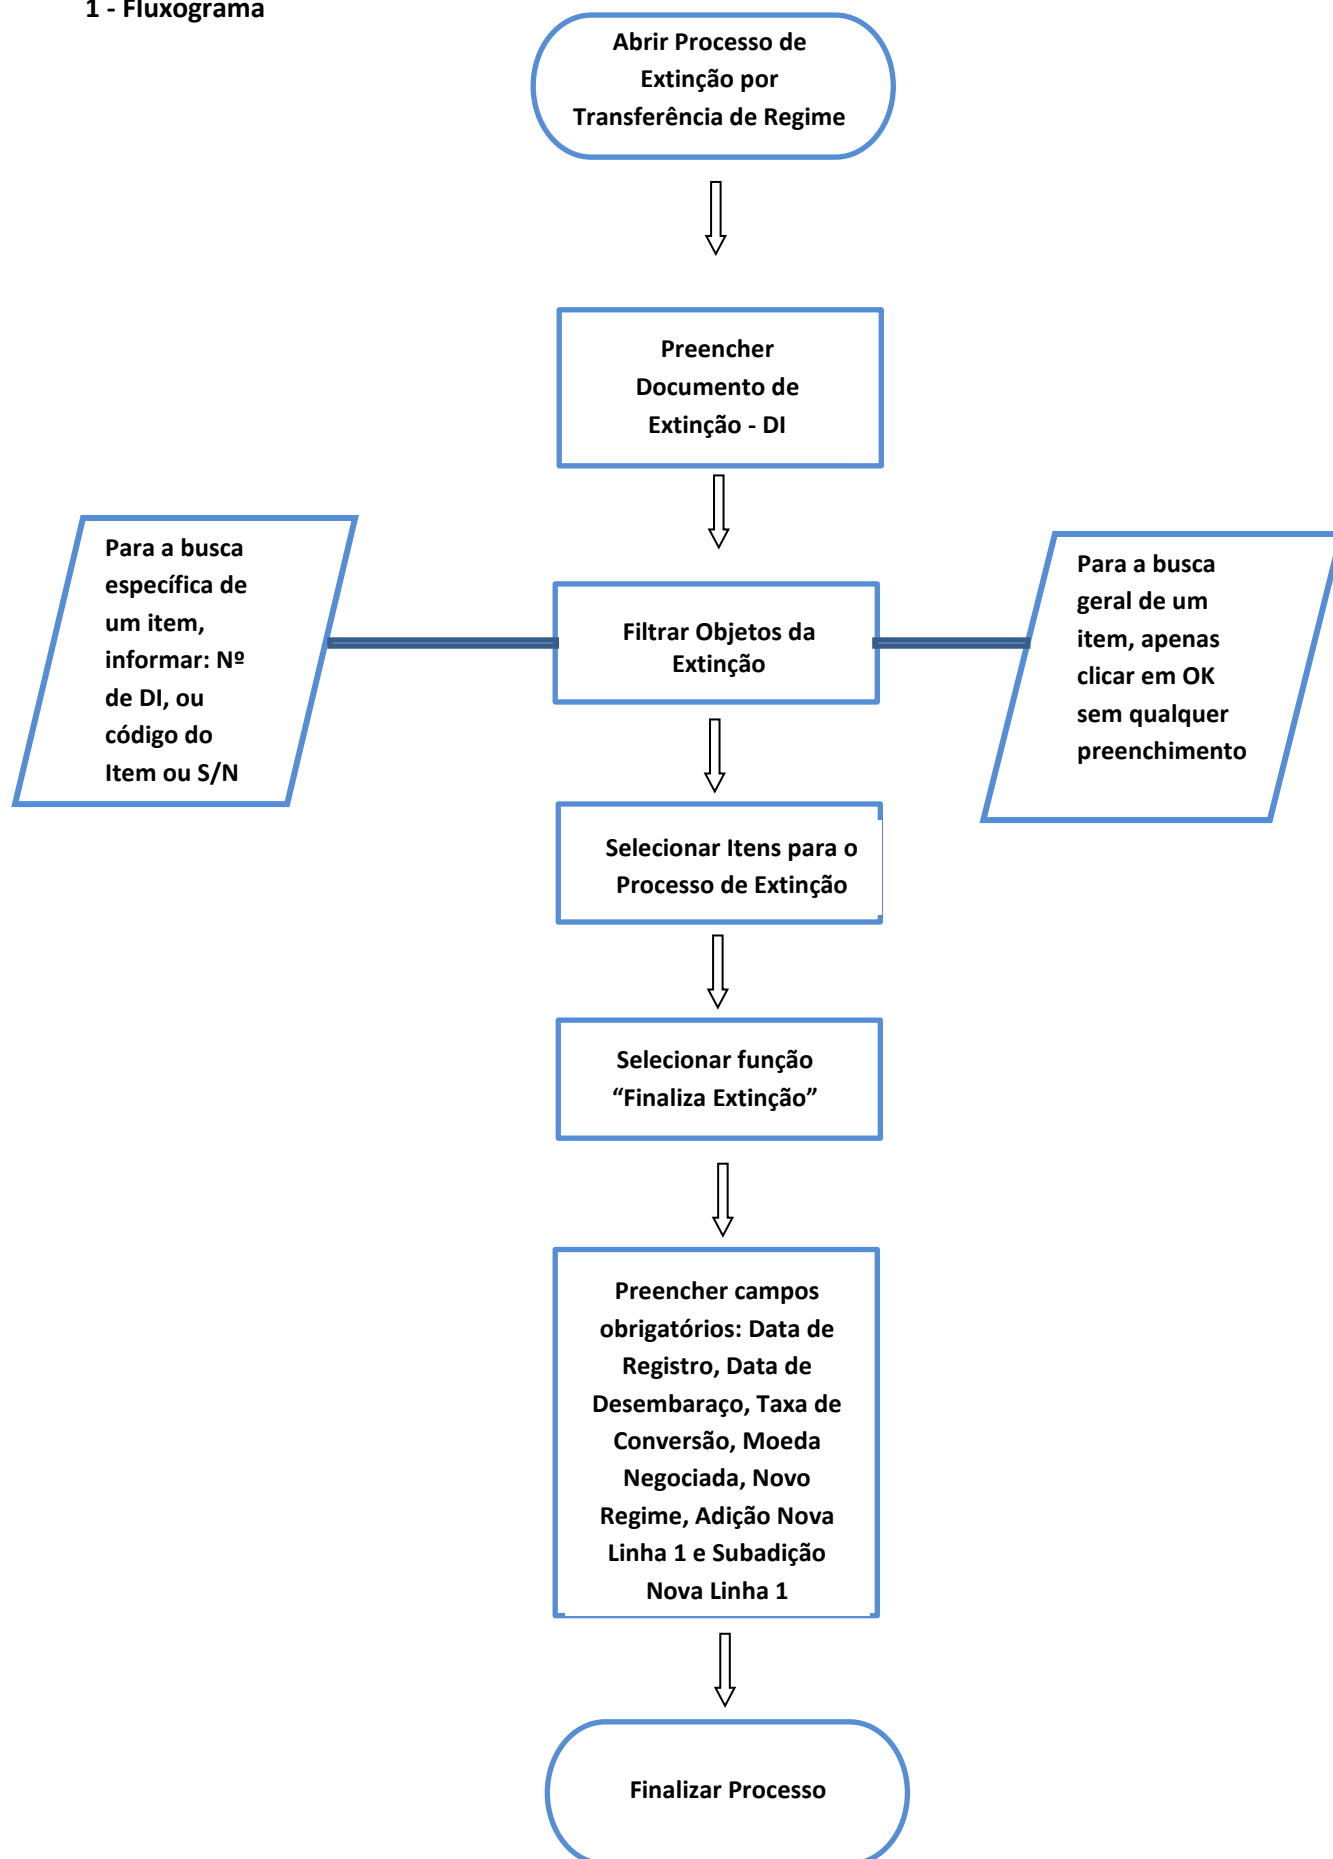 1 - Fluxograma
Abrir Processo de
Extinção por
Transferência de Regime
Preencher
Documento de
Extinção - DI
Para a busca
específica de
um item,
informar: Nº
de DI, ou
código do
Item ou S/N
Filtrar Objetos da
Extinção
Para a busca
geral de um
item, apenas
clicar em OK
sem qualquer
preenchimento
Selecionar Itens para o
Processo de Extinção
Selecionar função
“Finaliza Extinção”
Preencher campos
obrigatórios: Data de
Registro, Data de
Desembaraço, Taxa de
Conversão, Moeda
Negociada, Novo
Regime, Adição Nova
Linha 1 e Subadição
Nova Linha 1
Finalizar Processo